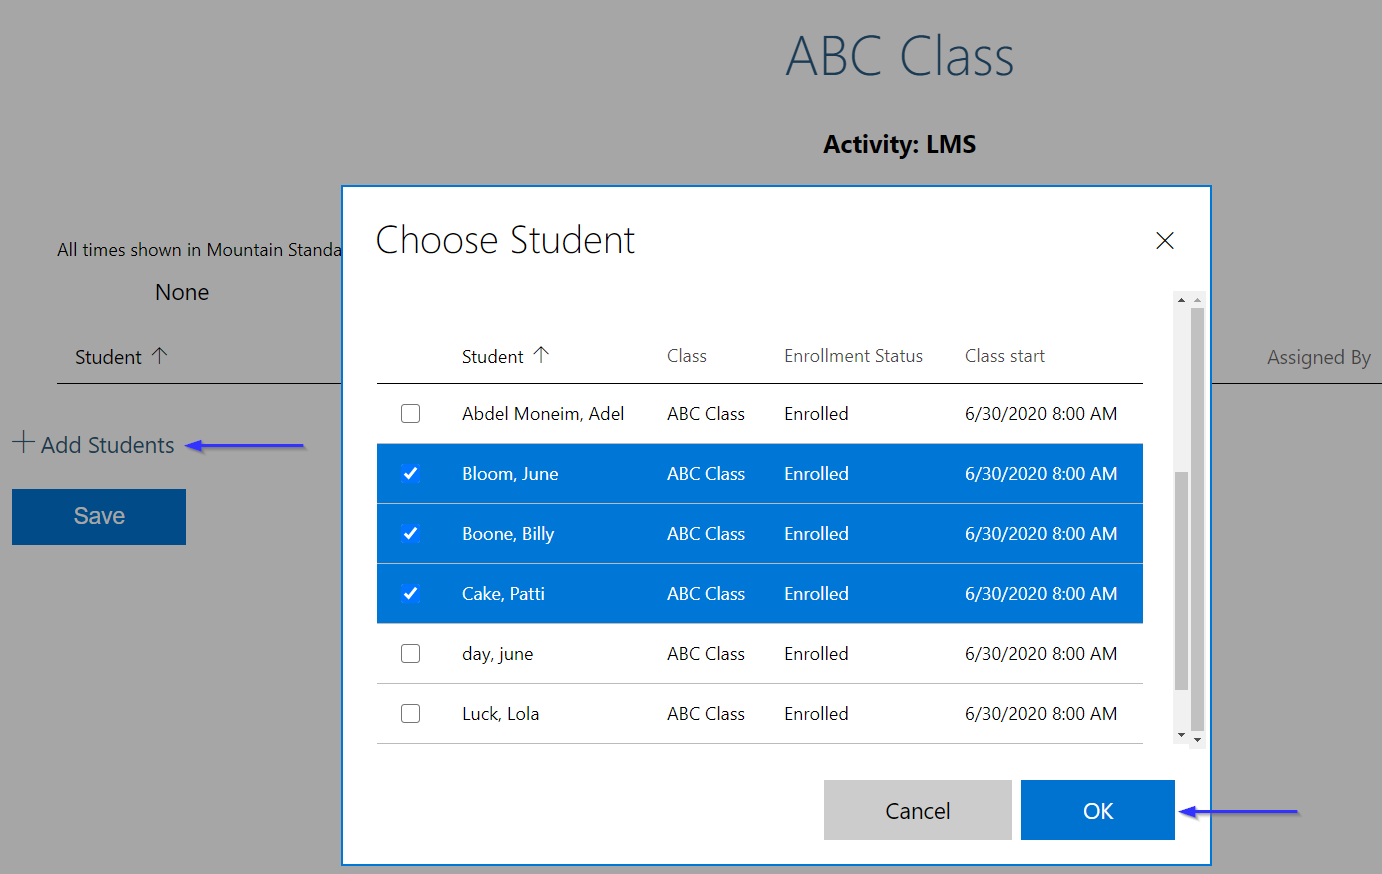 ABC Class
Activity: LMS
All times shown in Mountain Standa
None
Student
Assigned By
Add Students
Save
Choose Student
Student Class Enrollment Status Class start
Abdel Moneim, Adel ABC Class Enrolled 6/30/2020 8:00 AM
Bloom, June ABC Class Enrolled 6/30/2020 8:00 AM
Boone, Billy ABC Class Enrolled 6/30/2020 8:00 AM
Cake, Patti ABC Class Enrolled 6/30/2020 8:00 AM
day, june ABC Class Enrolled 6/30/2020 8:00 AM
Luck, Lola ABC Class Enrolled 6/30/2020 8:00 AM
Cancel OK